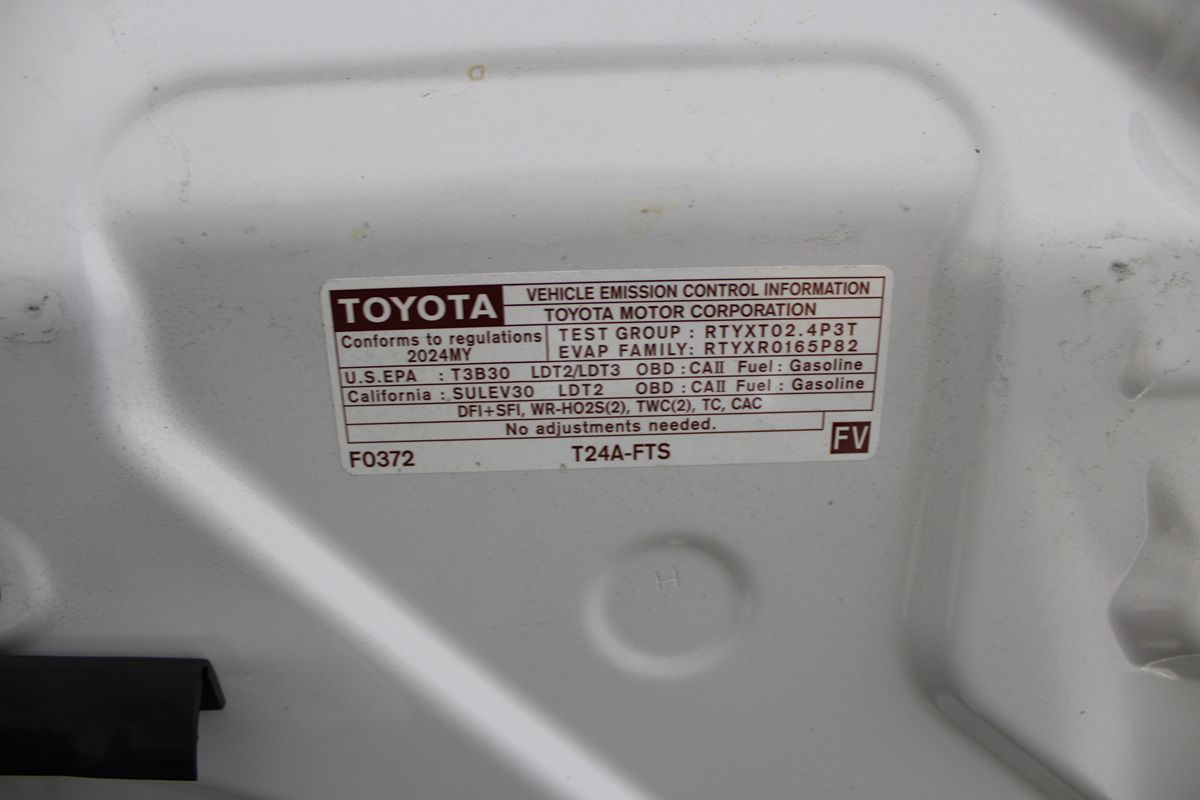 TOYOTA VEHICLE EMISSION CONTROL INFORMATION
TOYOTA MOTOR CORPORATION
Conforms to regulations
2024MY
TEST GROUP : RTYXT02.4P3T
EVAP FAMILY: RTYXR0165P82
U.S.EPA : T3B30 LDT2/LDT3 OBD : CAII Fuel : Gasoline
California : SULEV30 LDT2 OBD : CAII Fuel : Gasoline
DFI+SFI, WR-HO2S(2), TWC(2), TC, CAC
No adjustments needed.
FV
F0372 T24A-FTS
H